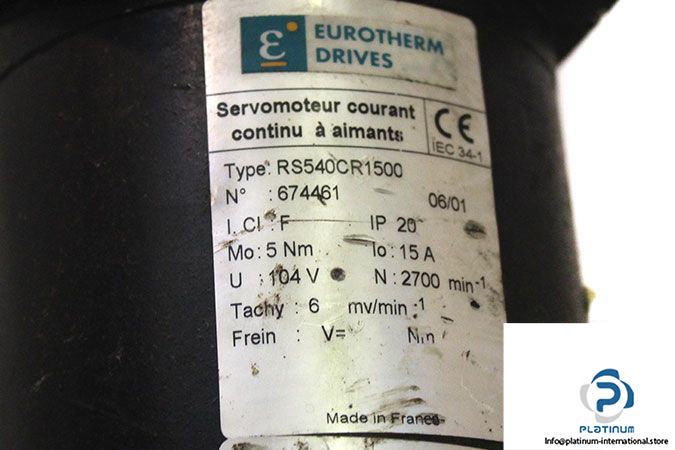 ε EUROTHERM
DRIVES
Servomoteur courant
continu à aimants
CE
IEC 34-1
Type: RS540CR1500
N° : 674461 06/01
I. Cl : F IP 20
Mo : 5 Nm Io : 15 A
U : 104 V N : 2700 min-1
Tachy : 6 mv/min-1
Frein : V= Nm
Made in France
PLATINUM
Info@platinum-international.store